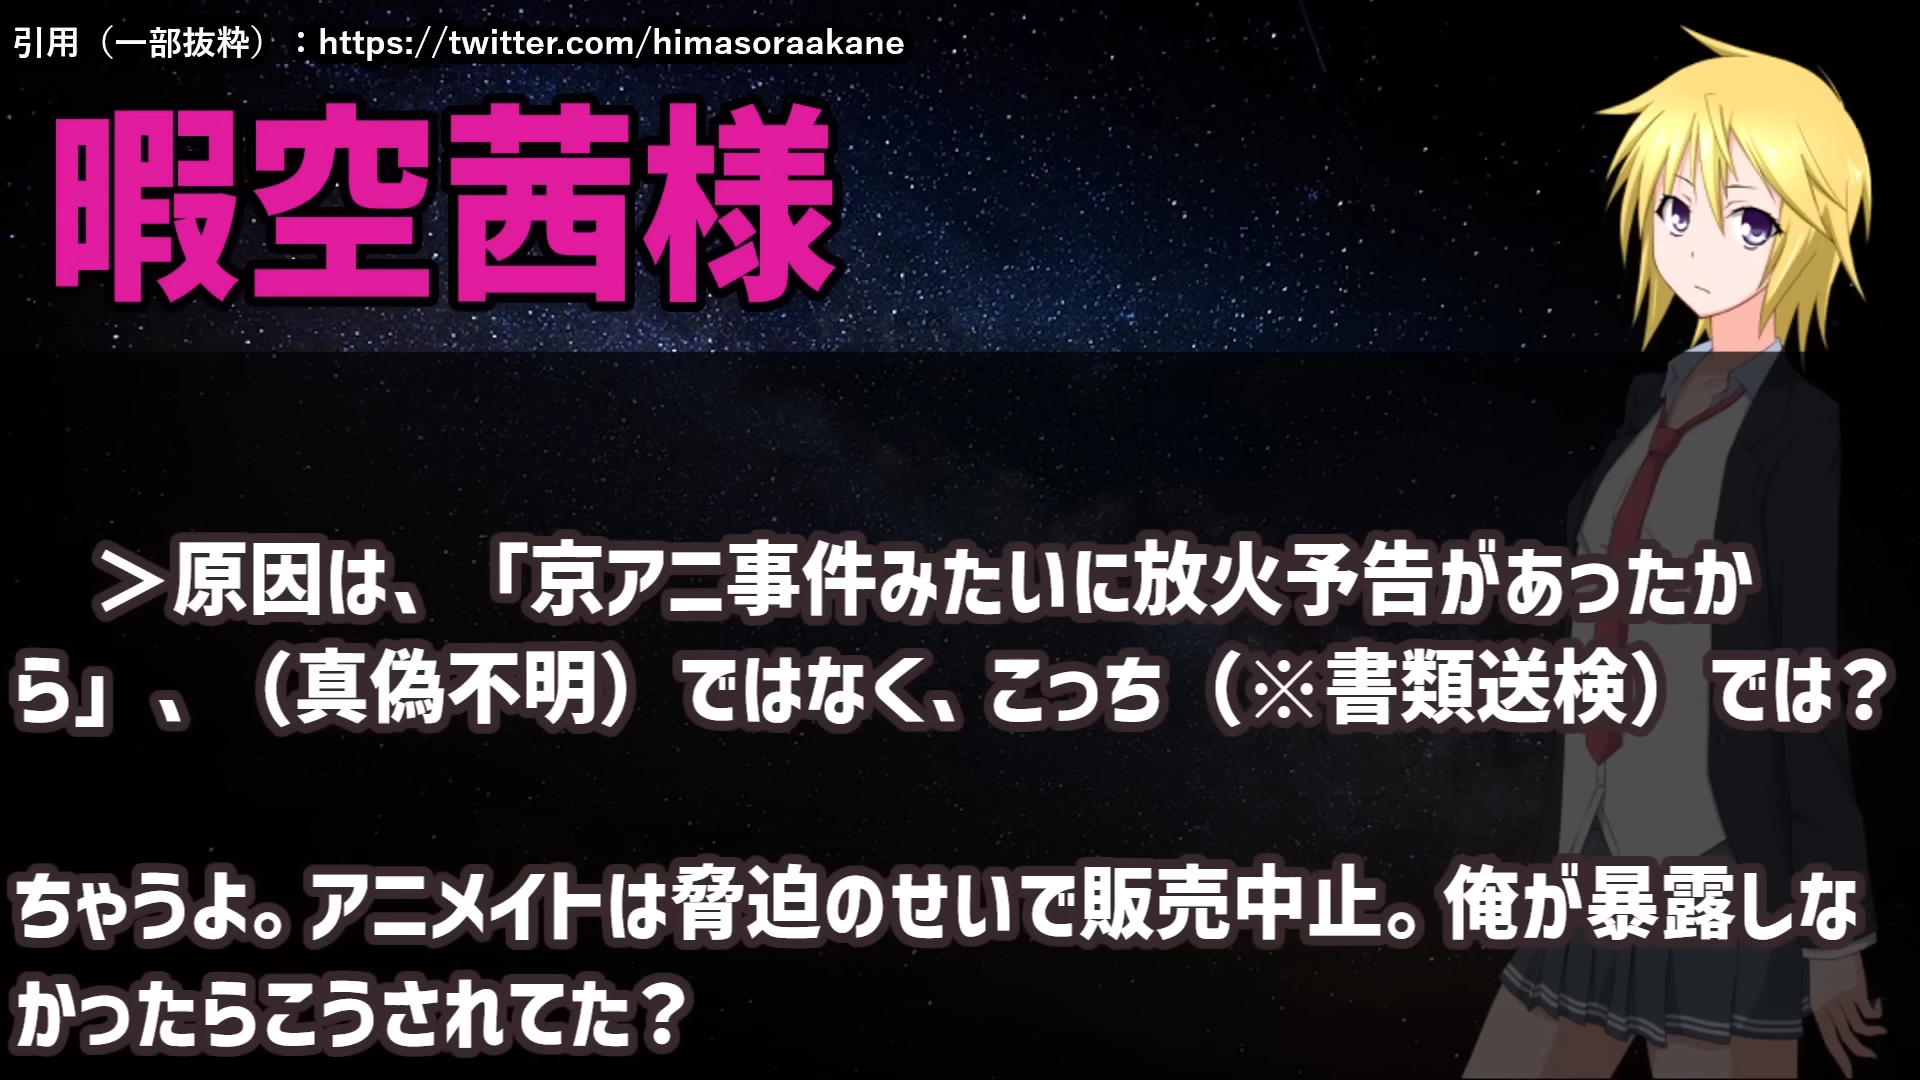 引用（一部抜粋）：https://twitter.com/himasoraakane
暇空茜様
＞原因は、「京アニ事件みたいに放火予告があったか
ら」、（真偽不明）ではなく、こっち（※書類送検）では？
ちゃうよ。アニメイトは脅迫のせいで販売中止。俺が暴露しな
かったらこうされてた？